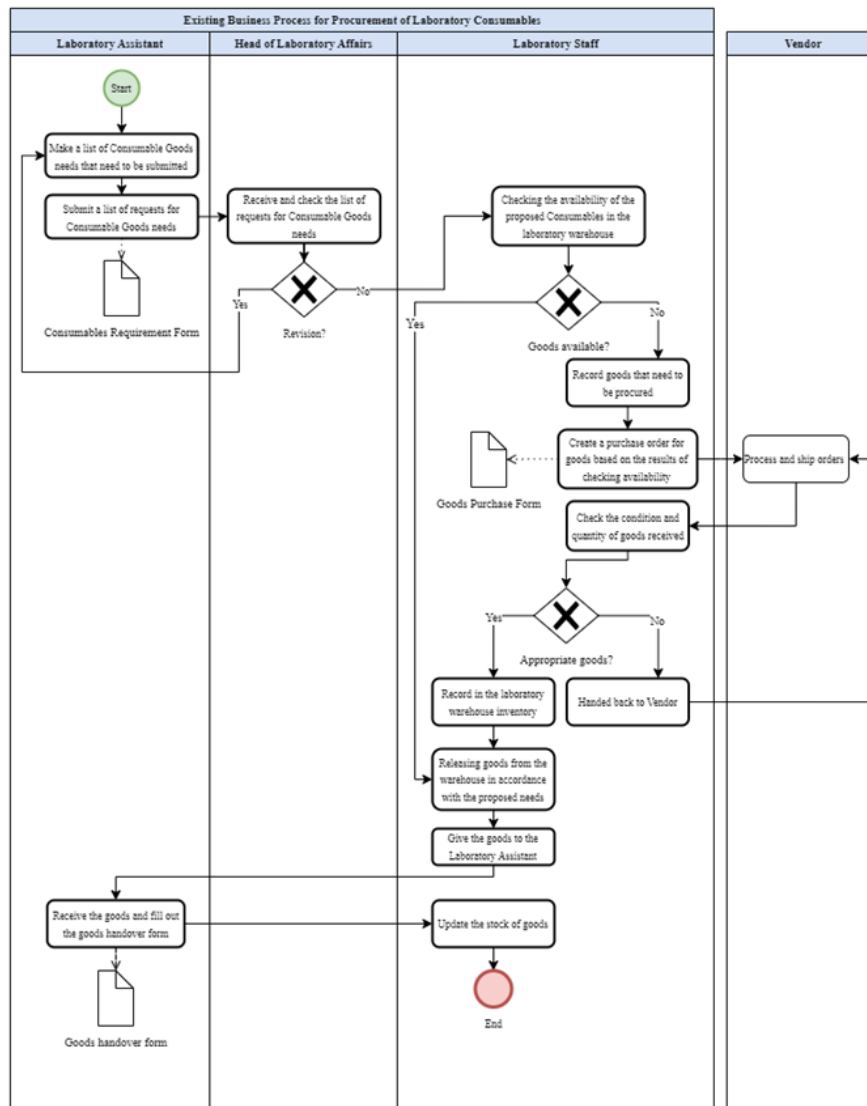 Existing Business Process for Procurement of Laboratory Consumables
Laboratory Assistant
Head of Laboratory Affairs
Laboratory Staff
Vendor
Start
Make a list of Consumable Goods
needs that need to be submitted
Submit a list of requests for
Consumable Goods needs
Receive and check the list of
requests for Consumable Goods
needs
Checking the availability of the
proposed Consumables in the
laboratory warehouse
Consumables Requirement Form
Yes
No
Revision?
Yes
No
Goods available?
Record goods that need to
be procured
Create a purchase order for
goods based on the results of
checking availability
Process and ship orders
Goods Purchase Form
Check the condition and
quantity of goods received
Yes
No
Appropriate goods?
Record in the laboratory
warehouse inventory
Handed back to Vendor
Releasing goods from the
warehouse in accordance
with the proposed needs
Give the goods to the
Laboratory Assistant
Receive the goods and fill out
the goods handover form
Update the stock of goods
End
Goods handover form